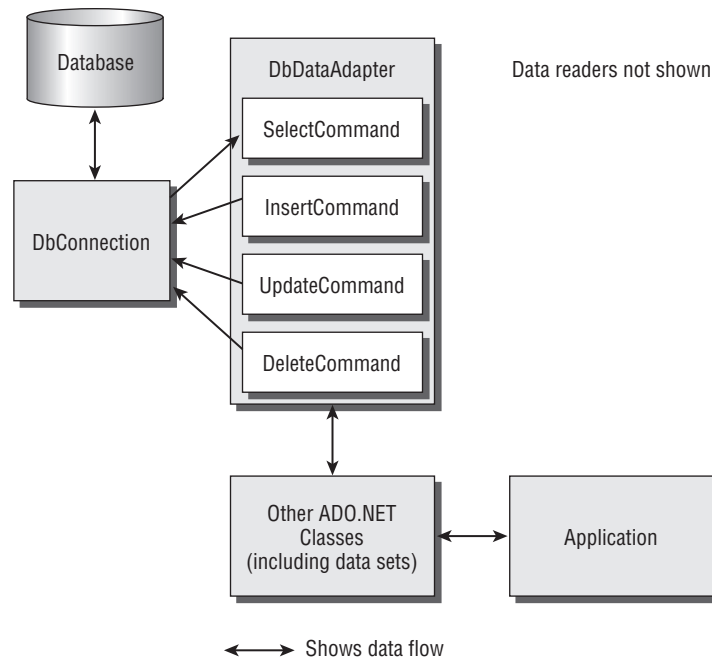 Database
DbDataAdapter
Data readers not shown
SelectCommand
InsertCommand
DbConnection
UpdateCommand
DeleteCommand
Other ADO.NET
Classes
(including data sets)
Application
Shows data flow